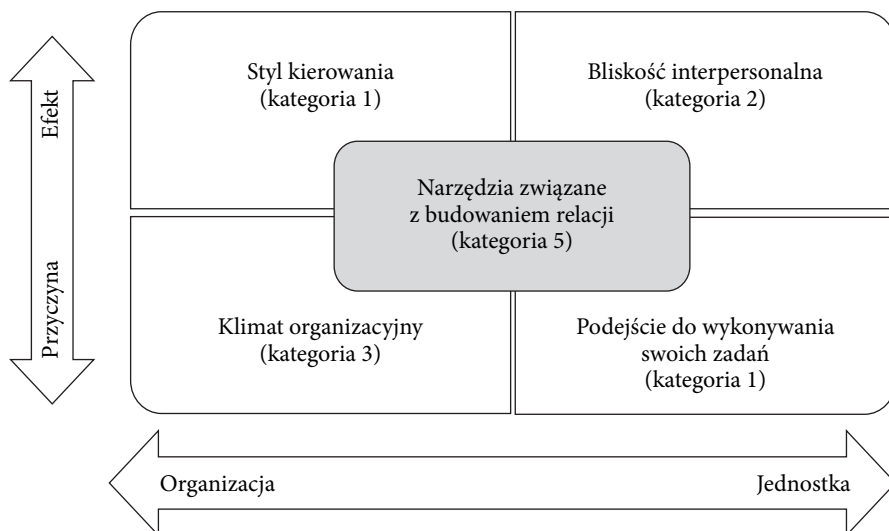 Efekt
Przyczyna
Styl kierowania
(kategoria 1)
Bliskość interpersonalna
(kategoria 2)
Narzędzia związane
z budowaniem relacji
(kategoria 5)
Klimat organizacyjny
(kategoria 3)
Podejście do wykonywania
swoich zadań
(kategoria 1)
Organizacja
Jednostka